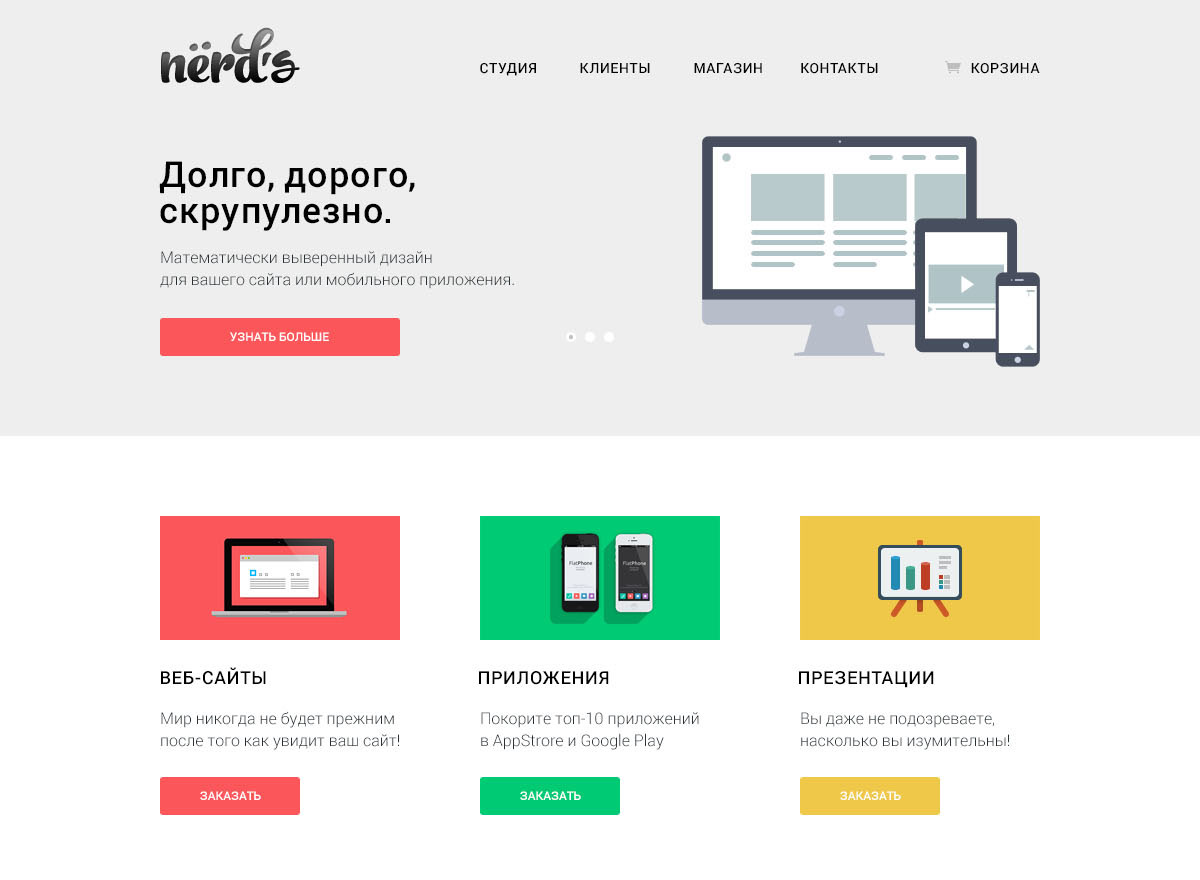 nërd's
СТУДИЯ КЛИЕНТЫ МАГАЗИН КОНТАКТЫ КОРЗИНА
Долго, дорого,
скрупулезно.
Математически выверенный дизайн
для вашего сайта или мобильного приложения.
УЗНАТЬ БОЛЬШЕ
FlatPhone FlatPhone
ВЕБ-САЙТЫ
Мир никогда не будет прежним
после того как увидит ваш сайт!
ЗАКАЗАТЬ
ПРИЛОЖЕНИЯ
Покорите топ-10 приложений
в AppStrore и Google Play
ЗАКАЗАТЬ
ПРЕЗЕНТАЦИИ
Вы даже не подозреваете,
насколько вы изумительны!
ЗАКАЗАТЬ